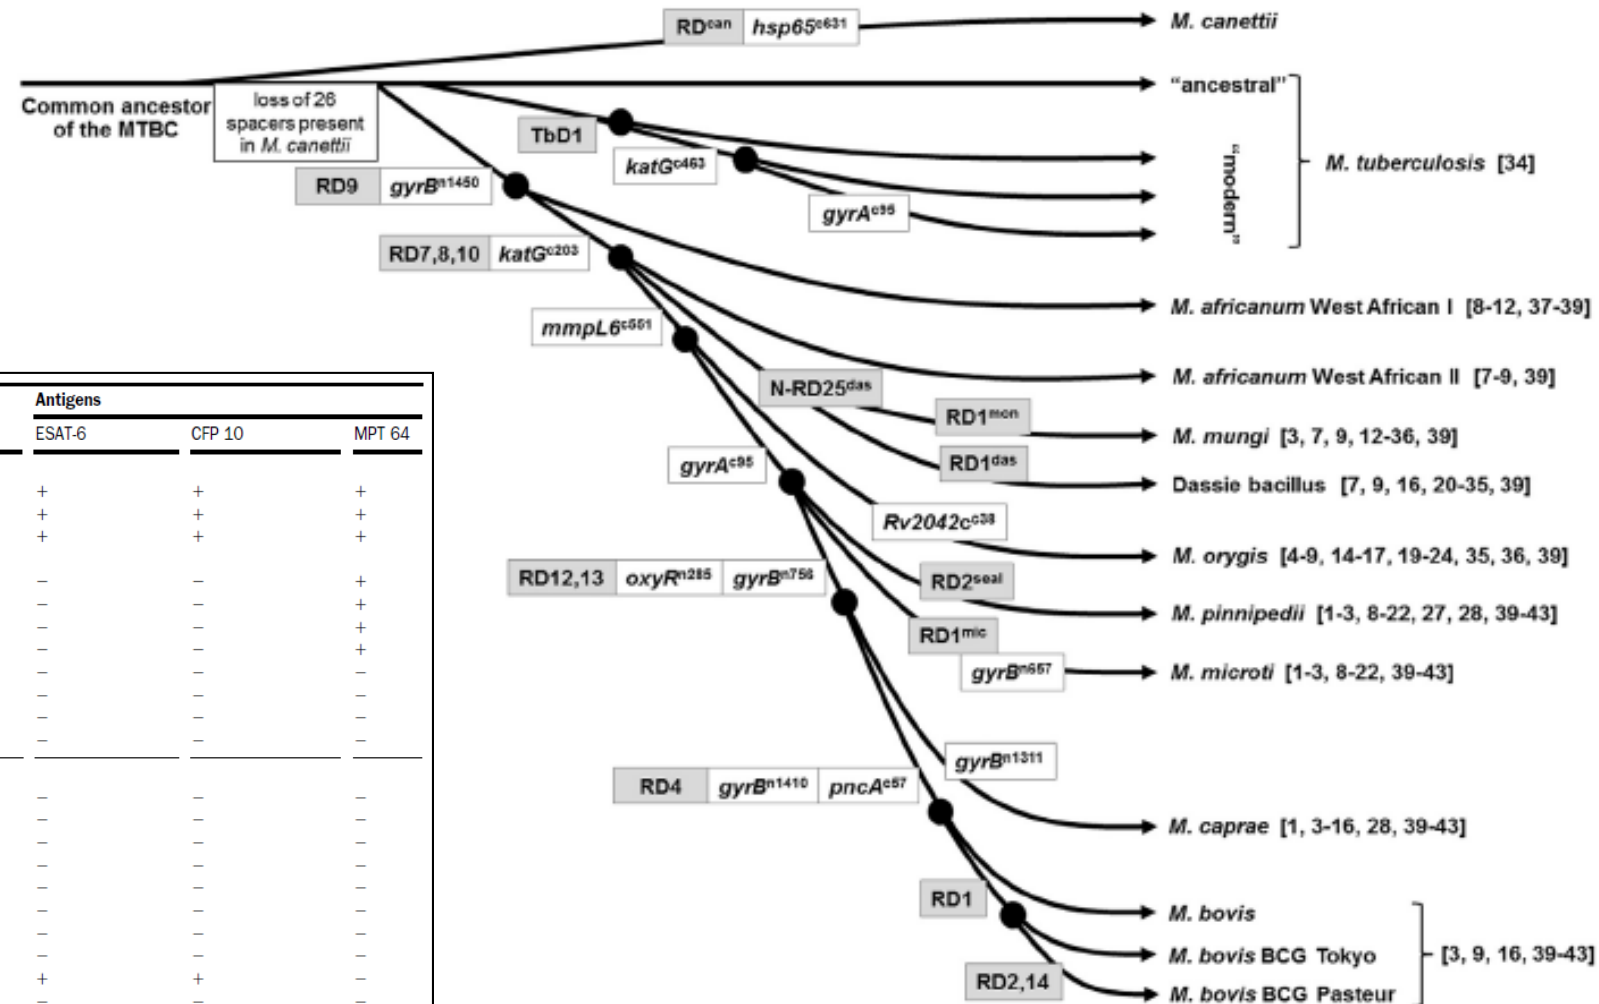 RDcan hsp65c631
M. canettii
Common ancestor
of the MTBC
loss of 26
spacers present
in M. canettii
"ancestral"
TbD1
katGc463
gyrAc95
"modern"
M. tuberculosis [34]
RD9 gyrBn1450
M. africanum West African I [8-12, 37-39]
RD7,8,10 katGc203
M. africanum West African II [7-9, 39]
mmpL6c551
N-RD25das
RD1mon
M. mungi [3, 7, 9, 12-36, 39]
RD1das
Dassie bacillus [7, 9, 16, 20-35, 39]
gyrAc95
Rv2042cc38
M. orygis [4-9, 14-17, 19-24, 35, 36, 39]
RD12,13 oxyRn285 gyrBn756
RD2seal
M. pinnipedii [1-3, 8-22, 27, 28, 39-43]
RD1mic
gyrBn657
M. microti [1-3, 8-22, 39-43]
RD4 gyrBn1410 pncAc57
gyrBn1311
M. caprae [1, 3-16, 28, 39-43]
RD1
M. bovis
M. bovis BCG Tokyo
[3, 9, 16, 39-43]
RD2,14
M. bovis BCG Pasteur
Antigens
ESAT-6 CFP 10 MPT 64
+ + +
+ + +
+ + +
– – +
– – +
– – +
– – +
– – –
– – –
– – –
– – –
– – –
– – –
– – –
– – –
– – –
– – –
– – –
– – –
+ + –
– – –